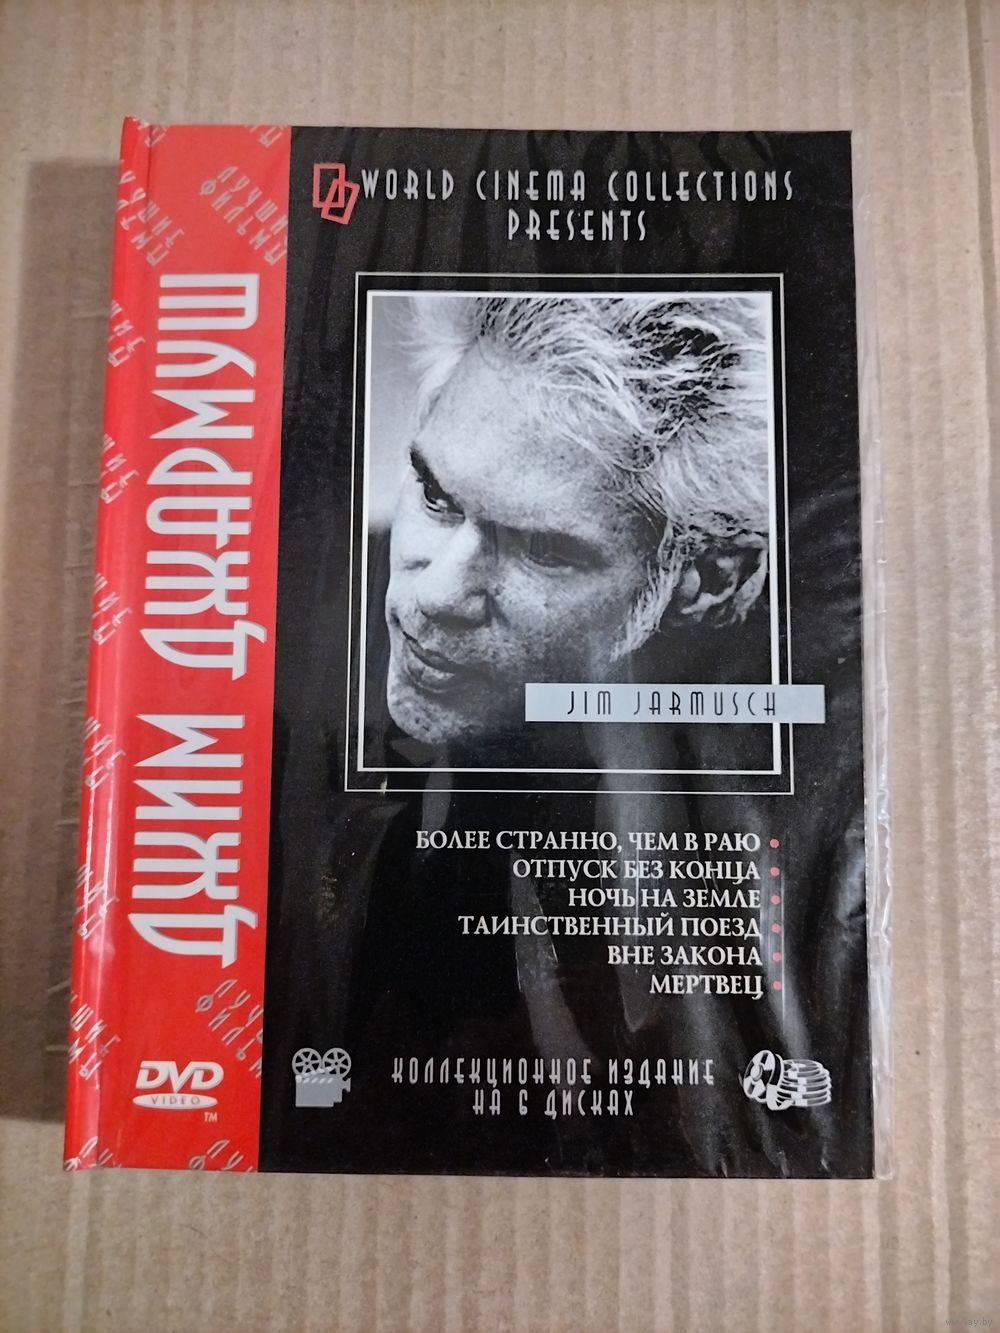 WORLD CINEMA COLLECTIONS
PRESENTS
ДЖИМ ДЖАРМУШ
JIM JARMUSCH
БОЛЕЕ СТРАННО, ЧЕМ В РАЮ
ОТПУСК БЕЗ КОНЦА
НОЧЬ НА ЗЕМЛЕ
ТАИНСТВЕННЫЙ ПОЕЗД
ВНЕ ЗАКОНА
МЕРТВЕЦ
КОЛЛЕКЦИОННОЕ ИЗДАНИЕ
НА 6 ДИСКАХ
DVD
VIDEO
TM